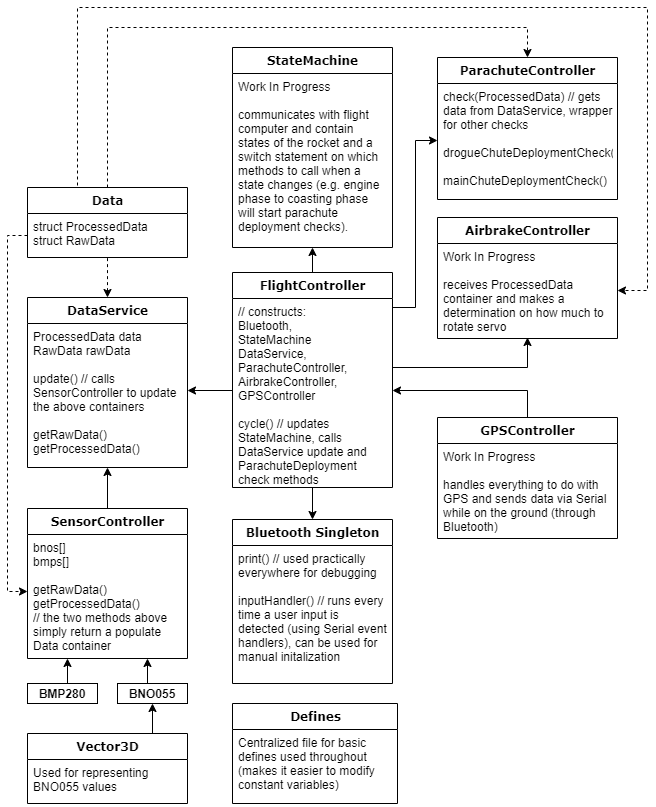 StateMachine
Work In Progress
communicates with flight
computer and contain
states of the rocket and a
switch statement on which
methods to call when a
state changes (e.g. engine
phase to coasting phase
will start parachute
deployment checks).
ParachuteController
check(ProcessedData) // gets
data from DataService, wrapper
for other checks
drogueChuteDeploymentCheck(
mainChuteDeploymentCheck()
Data
struct ProcessedData
struct RawData
AirbrakeController
Work In Progress
receives ProcessedData
container and makes a
determination on how much to
rotate servo
FlightController
// constructs:
Bluetooth,
StateMachine
DataService,
ParachuteController,
AirbrakeController,
GPSController
cycle() // updates
StateMachine, calls
DataService update and
ParachuteDeployment
check methods
DataService
ProcessedData data
RawData rawData
update() // calls
SensorController to update
the above containers
getRawData()
getProcessedData()
GPSController
Work In Progress
handles everything to do with
GPS and sends data via Serial
while on the ground (through
Bluetooth)
SensorController
bnos[]
bmps[]
getRawData()
getProcessedData()
// the two methods above
simply return a populate
Data container
Bluetooth Singleton
print() // used practically
everywhere for debugging
inputHandler() // runs every
time a user input is
detected (using Serial event
handlers), can be used for
manual initalization
BMP280
BNO055
Vector3D
Used for representing
BNO055 values
Defines
Centralized file for basic
defines used throughout
(makes it easier to modify
constant variables)